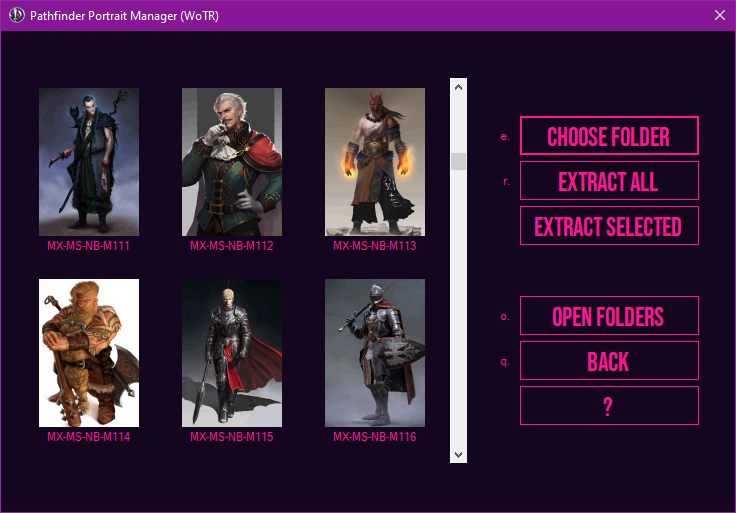 Pathfinder Portrait Manager (WoTR)
MX-MS-NB-M111
MX-MS-NB-M112
MX-MS-NB-M113
MX-MS-NB-M114
MX-MS-NB-M115
MX-MS-NB-M116
e. CHOOSE FOLDER
r. EXTRACT ALL
EXTRACT SELECTED
o. OPEN FOLDERS
q. BACK
?